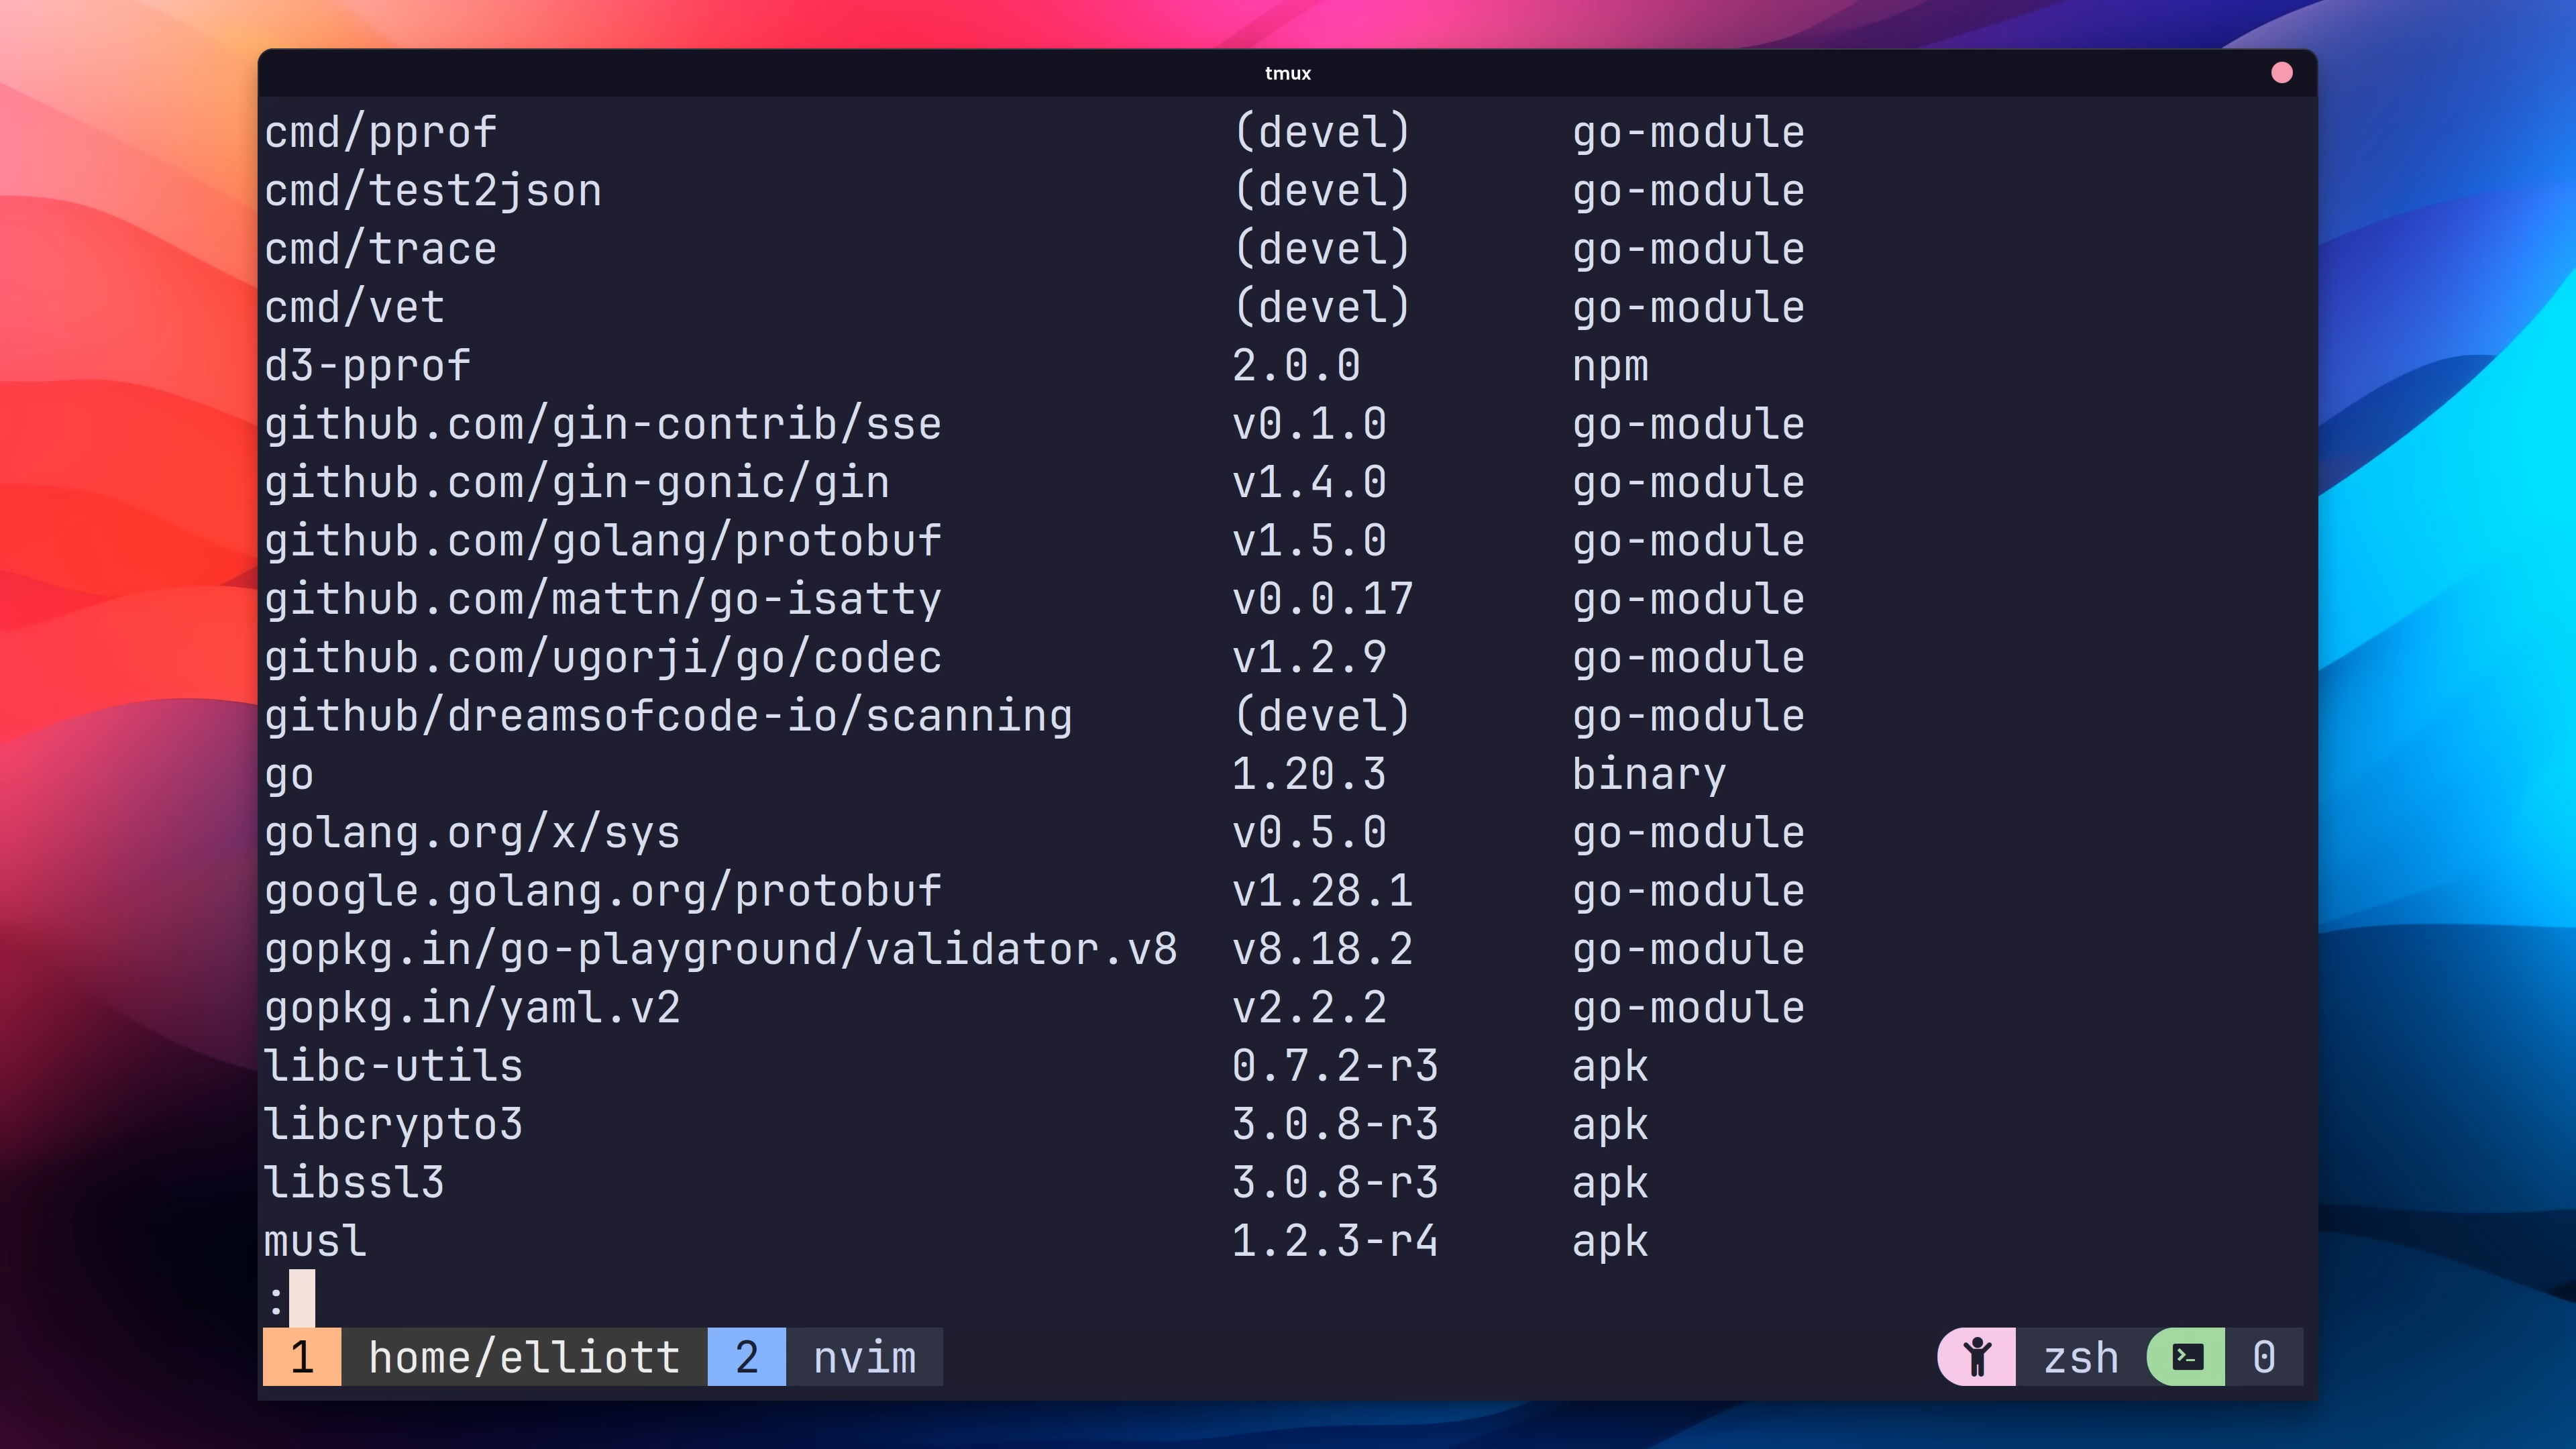 tmux
cmd/pprof (devel) go-module
cmd/test2json (devel) go-module
cmd/trace (devel) go-module
cmd/vet (devel) go-module
d3-pprof 2.0.0 npm
github.com/gin-contrib/sse v0.1.0 go-module
github.com/gin-gonic/gin v1.4.0 go-module
github.com/golang/protobuf v1.5.0 go-module
github.com/mattn/go-isatty v0.0.17 go-module
github.com/ugorji/go/codec v1.2.9 go-module
github/dreamsofcode-io/scanning (devel) go-module
go 1.20.3 binary
golang.org/x/sys v0.5.0 go-module
google.golang.org/protobuf v1.28.1 go-module
gopkg.in/go-playground/validator.v8 v8.18.2 go-module
gopkg.in/yaml.v2 v2.2.2 go-module
libc-utils 0.7.2-r3 apk
libcrypto3 3.0.8-r3 apk
libssl3 3.0.8-r3 apk
musl 1.2.3-r4 apk
:
1 home/elliott 2 nvim zsh 0